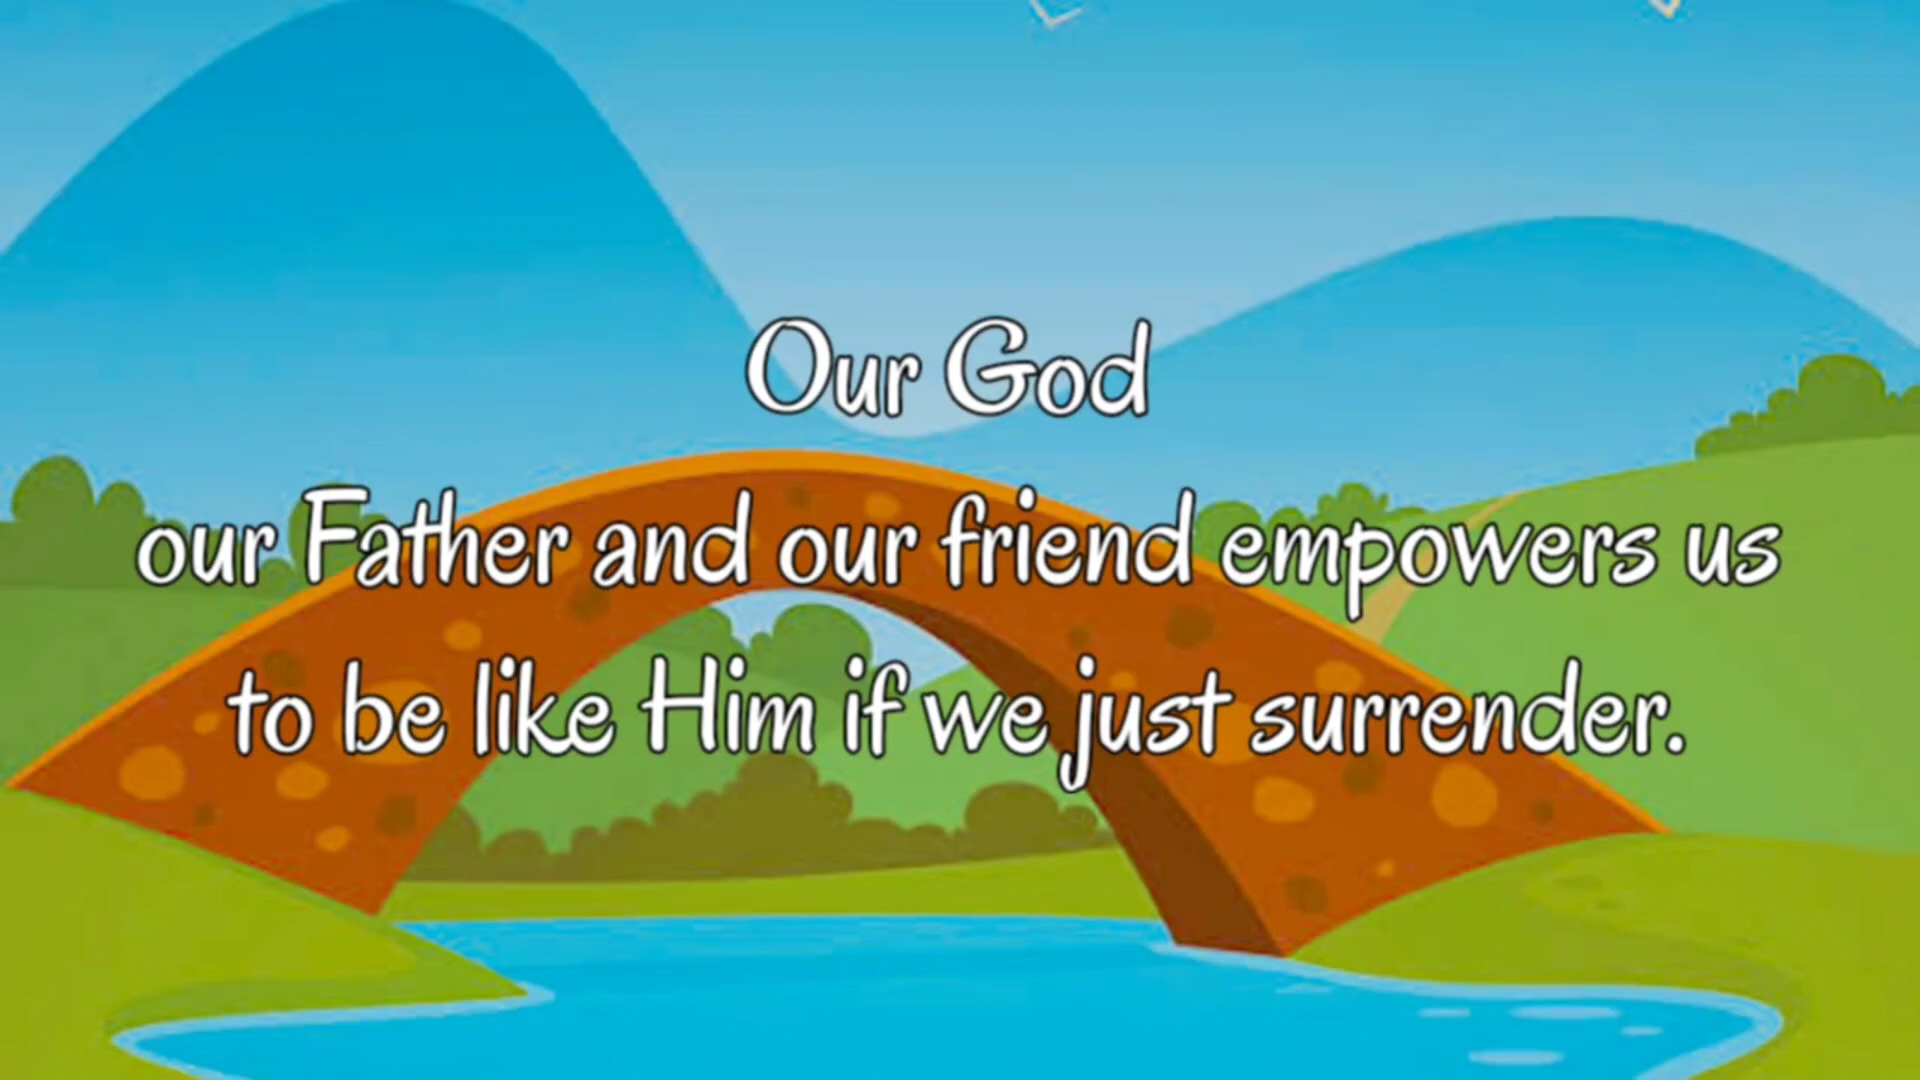 Our God
our Father and our friend empowers us
to be like Him if we just surrender.